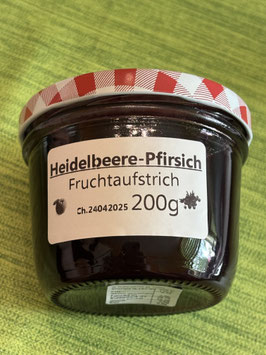 Heidelbeere-Pfirsich
Fruchtaufstrich
Ch.24042025 200g